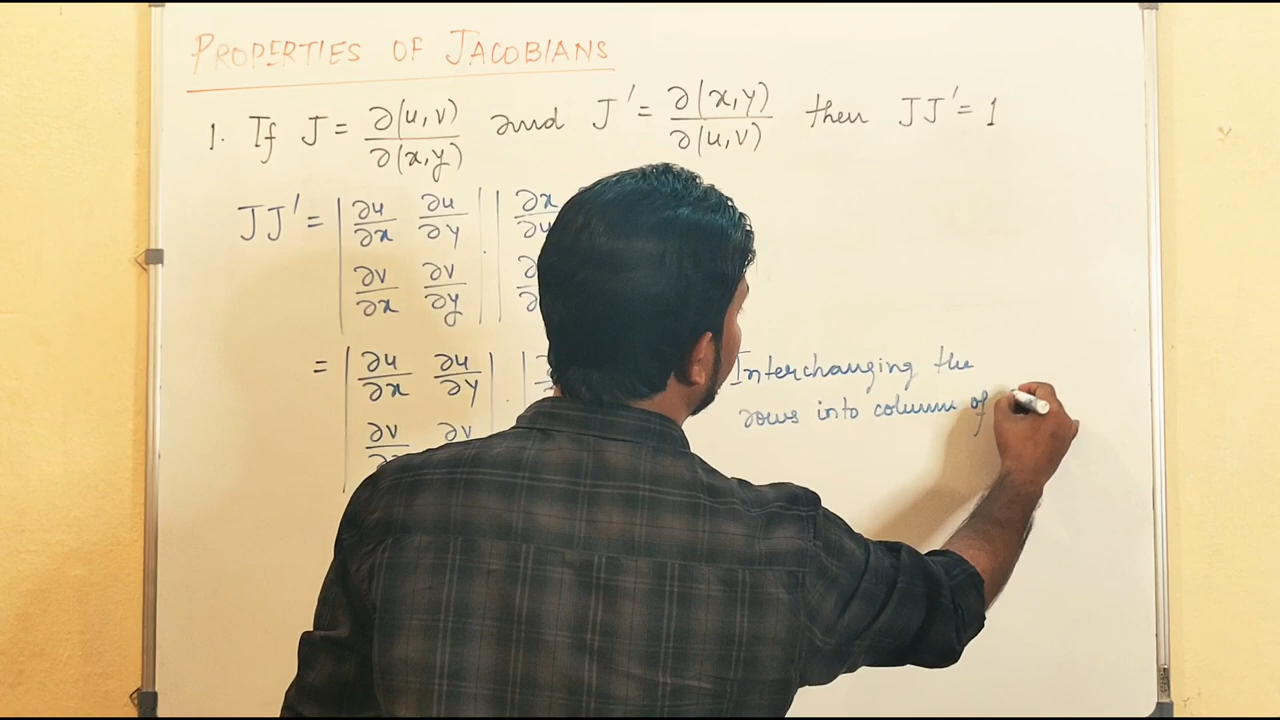 PROPERTIES OF JACOBIANS
1. If J = ∂(u,v)/∂(x,y) and J' = ∂(x,y)/∂(u,v) then JJ' = 1
JJ' = | ∂u/∂x ∂u/∂y | . | ∂x/∂u
∂v/∂x ∂v/∂y
= | ∂u/∂x ∂u/∂y | . | Interchanging the
∂v ∂v rows into column of